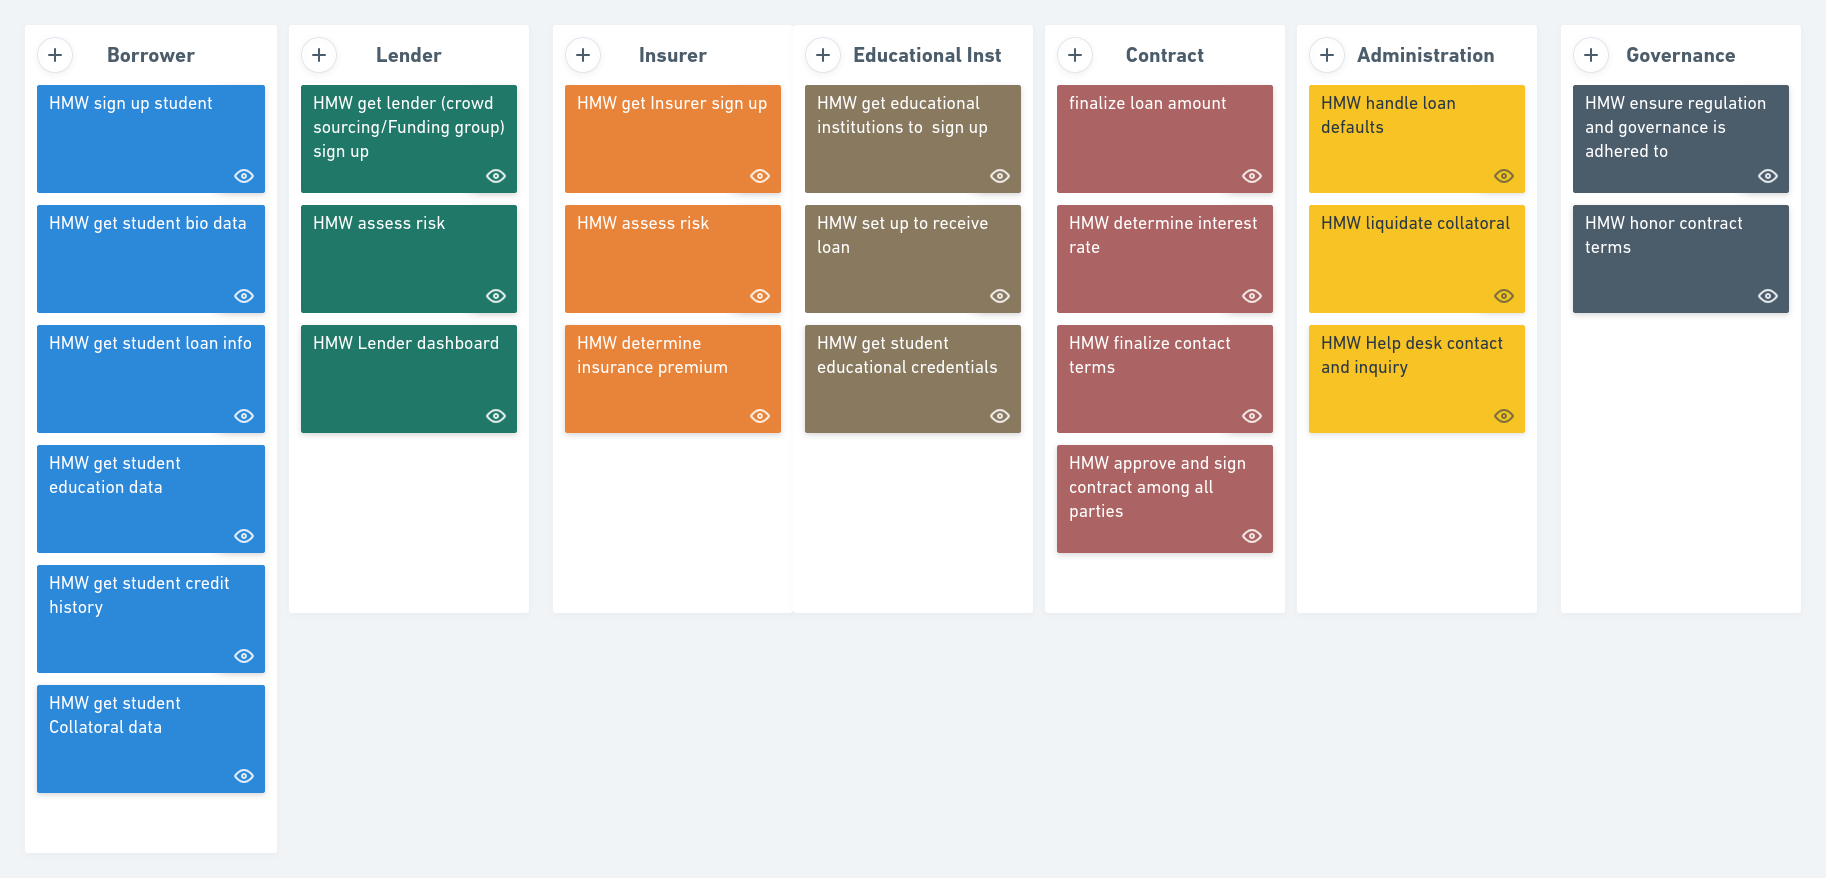 Borrower
HMW sign up student
HMW get student bio data
HMW get student loan info
HMW get student
education data
HMW get student credit
history
HMW get student
Collatoral data
Lender
HMW get lender (crowd
sourcing/Funding group)
sign up
HMW assess risk
HMW Lender dashboard
Insurer
HMW get Insurer sign up
HMW assess risk
HMW determine
insurance premium
Educational Inst
HMW get educational
institutions to  sign up
HMW set up to receive
loan
HMW get student
educational credentials
Contract
finalize loan amount
HMW determine interest
rate
HMW finalize contact
terms
HMW approve and sign
contract among all
parties
Administration
HMW handle loan
defaults
HMW liquidate collatoral
HMW Help desk contact
and inquiry
Governance
HMW ensure regulation
and governance is
adhered to
HMW honor contract
terms